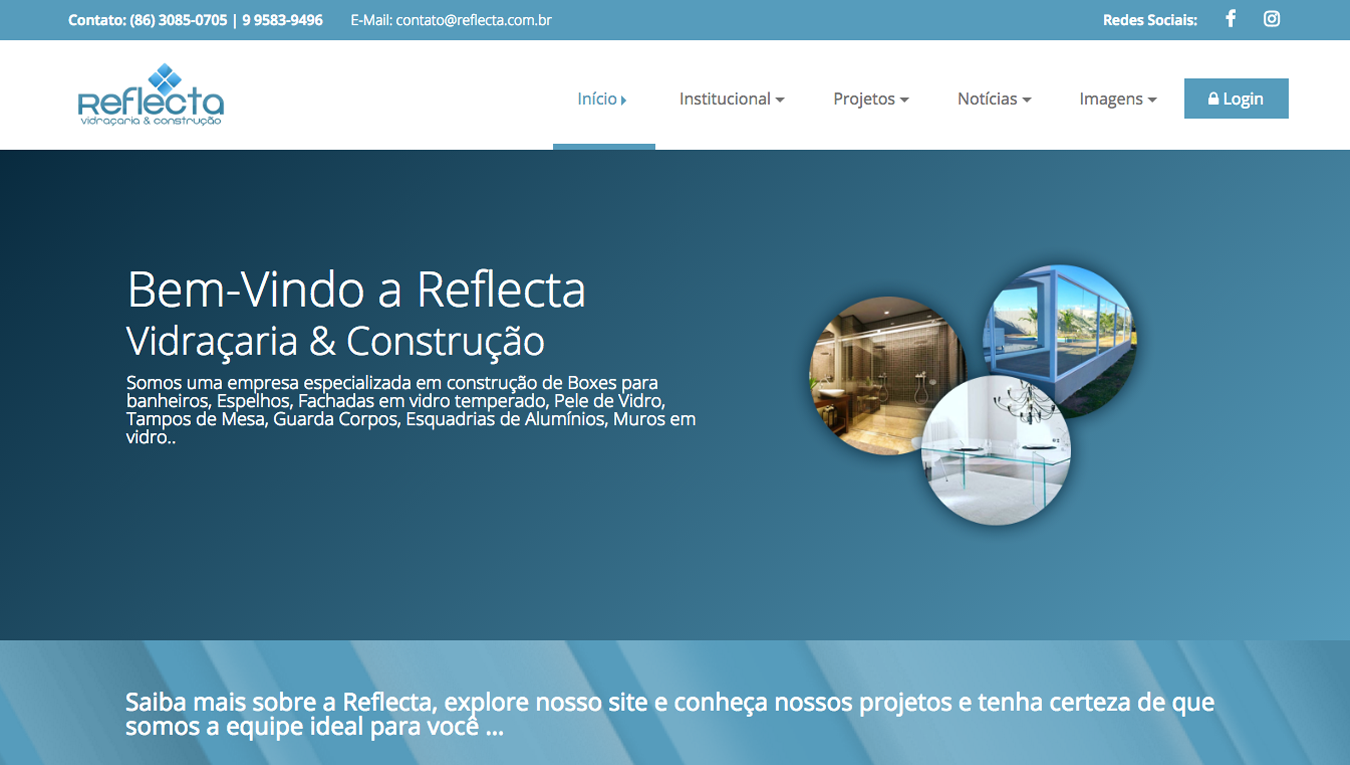 Contato: (86) 3085-0705 | 9 9583-9496 E-Mail: contato@reflecta.com.br Redes Sociais:
Reflecta
vidraçaria & construção
Início Institucional Projetos Notícias Imagens Login
Bem-Vindo a Reflecta
Vidraçaria & Construção
Somos uma empresa especializada em construção de Boxes para
banheiros, Espelhos, Fachadas em vidro temperado, Pele de Vidro,
Tampos de Mesa, Guarda Corpos, Esquadrias de Alumínios, Muros em
vidro..
Saiba mais sobre a Reflecta, explore nosso site e conheça nossos projetos e tenha certeza de que
somos a equipe ideal para você ...